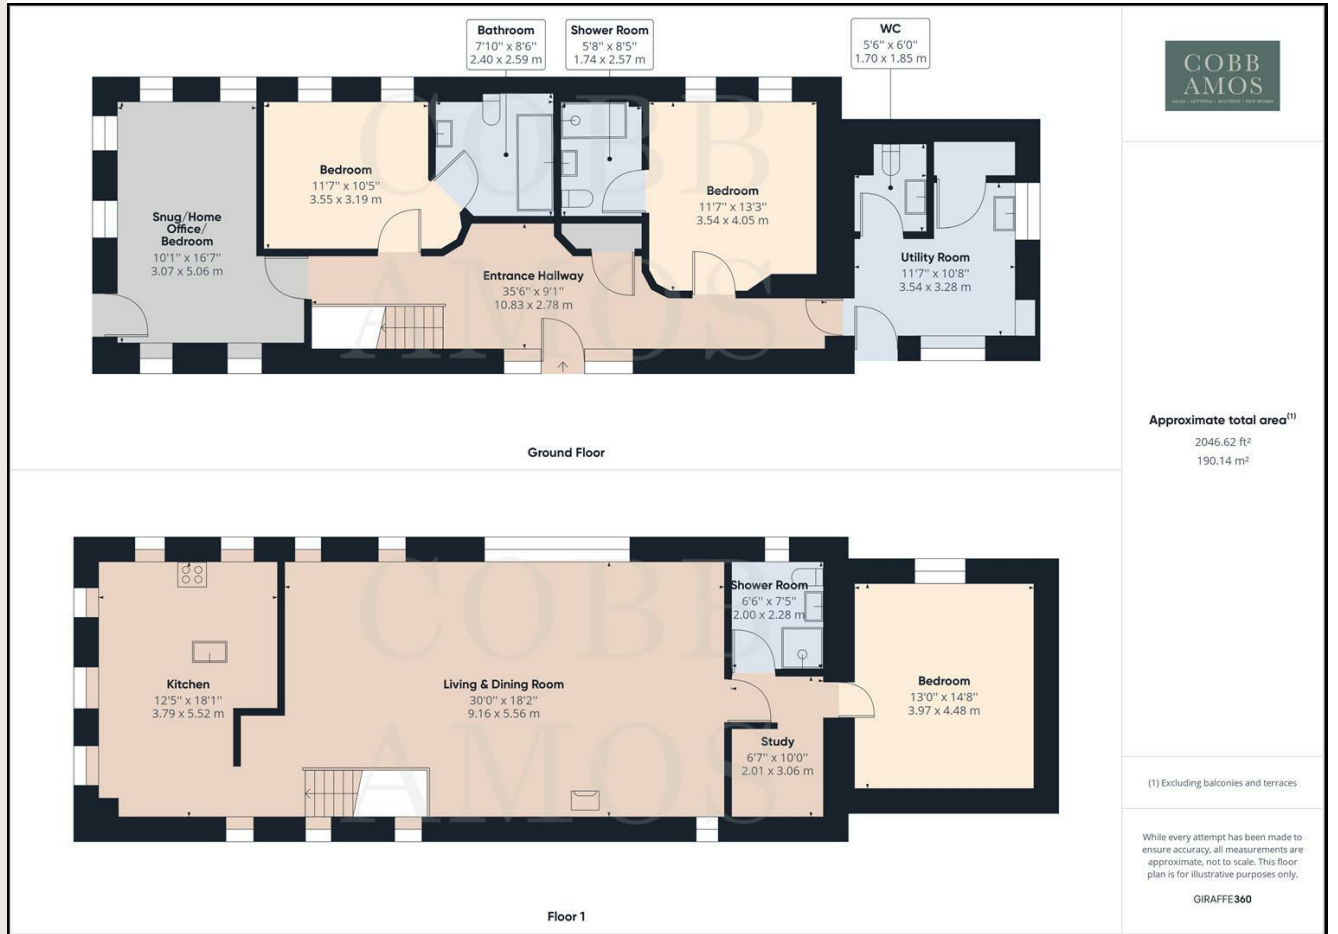 Bathroom
7'10" x 8'6"
2.40 x 2.59 m
Shower Room
5'8" x 8'5"
1.74 x 2.57 m
WC
5'6" x 6'0"
1.70 x 1.85 m
Bedroom
11'7" x 10'5"
3.55 x 3.19 m
Bedroom
11'7" x 13'3"
3.54 x 4.05 m
Snug/Home
Office/
Bedroom
10'1" x 16'7"
3.07 x 5.06 m
Entrance Hallway
35'6" x 9'1"
10.83 x 2.78 m
Utility Room
11'7" x 10'8"
3.54 x 3.28 m
COBB
AMOS
Ground Floor
Shower Room
6'6" x 7'5"
2.00 x 2.28 m
Kitchen
12'5" x 18'1"
3.79 x 5.52 m
Living & Dining Room
30'0" x 18'2"
9.16 x 5.56 m
Bedroom
13'0" x 14'8"
3.97 x 4.48 m
Study
6'7" x 10'0"
2.01 x 3.06 m
COBB
AMOS
Floor 1
COBB
AMOS
SALES | LETTINGS | AUCTIONS | NEW HOMES
Approximate total area(1)
2046.62 ft²
190.14 m²
(1) Excluding balconies and terraces
While every attempt has been made to
ensure accuracy, all measurements are
approximate, not to scale. This floor
plan is for illustrative purposes only.
GIRAFFE360